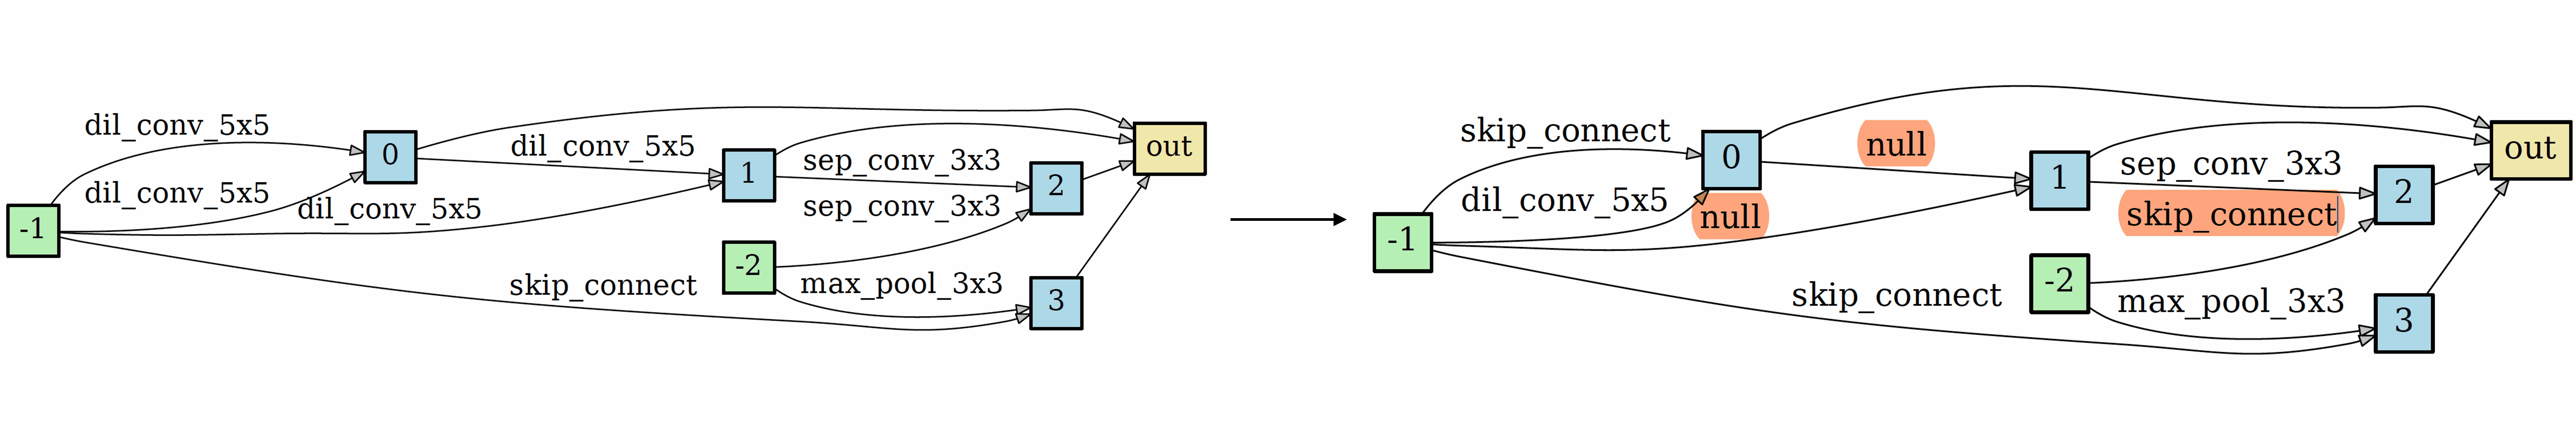 dil_conv_5x5
dil_conv_5x5
dil_conv_5x5
-1
0
dil_conv_5x5
1
sep_conv_3x3
sep_conv_3x3
-2
2
out
skip_connect
max_pool_3x3
3
skip_connect
dil_conv_5x5
null
-1
0
null
1
sep_conv_3x3
skip_connect
-2
2
out
skip_connect
max_pool_3x3
3